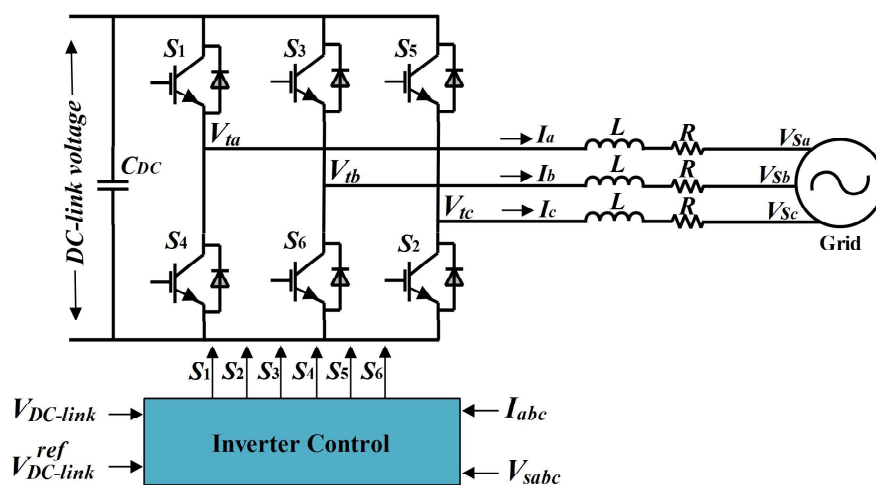 S1
S3
S5
DC-link voltage
CDC
Vta
Ia
L
R
VSa
Vtb
Ib
L
R
VSb
Vtc
Ic
L
R
VSc
Grid
S4
S6
S2
S1 S2 S3 S4 S5 S6
VDC-link
Iabc
Inverter Control
V ref DC-link
Vsabc